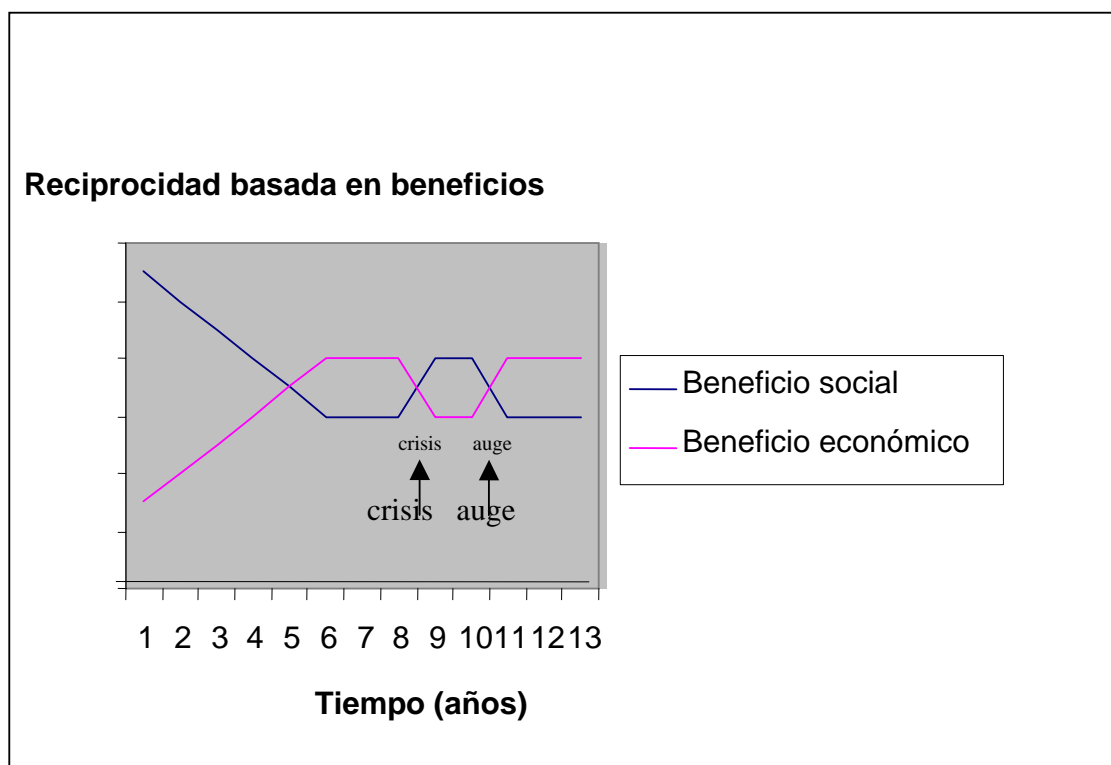 Reciprocidad basada en beneficios
Beneficio social
Beneficio económico
crisis auge
crisis auge
1 2 3 4 5 6 7 8 9 10 11 12 13
Tiempo (años)